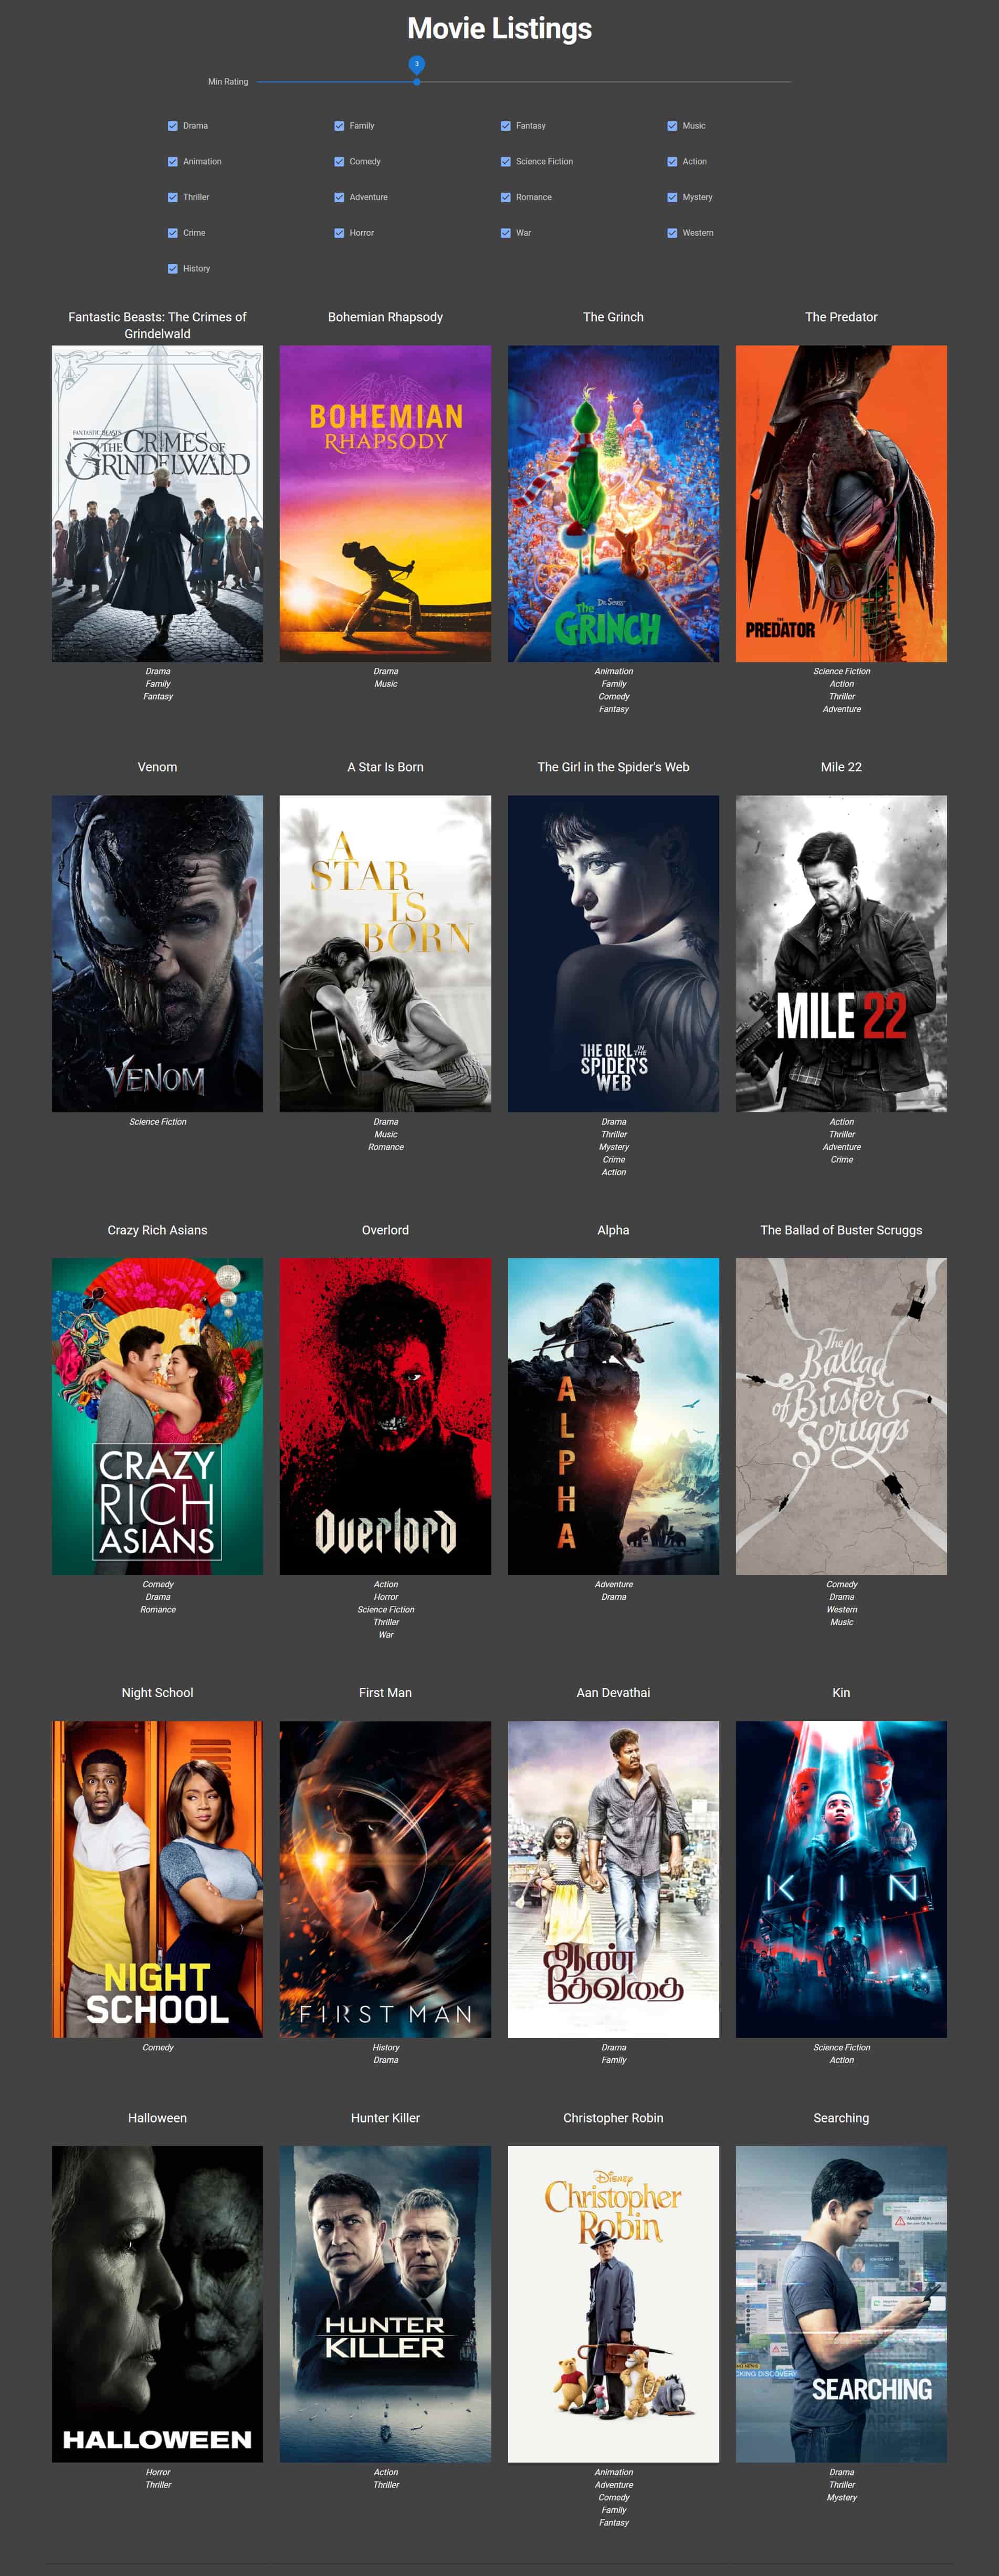 Movie Listings
3
Min Rating
Drama
Family
Fantasy
Music
Animation
Comedy
Science Fiction
Action
Thriller
Adventure
Romance
Mystery
Crime
Horror
War
Western
History
Fantastic Beasts: The Crimes of
Grindelwald
Bohemian Rhapsody
The Grinch
The Predator
FANTASTIC BEASTS
THE CRIMES OF
GRINDELWALD
BOHEMIAN
RHAPSODY
Dr. Seuss'
The
GRINCH
THE
PREDATOR
Drama
Family
Fantasy
Drama
Music
Animation
Family
Comedy
Fantasy
Science Fiction
Action
Thriller
Adventure
Venom
A Star Is Born
The Girl in the Spider's Web
Mile 22
VENOM
A
STAR
IS
BORN
THE GIRL IN THE
SPIDER'S
WEB
MILE 22
Science Fiction
Drama
Music
Romance
Drama
Thriller
Mystery
Crime
Action
Action
Thriller
Adventure
Crime
Crazy Rich Asians
Overlord
Alpha
The Ballad of Buster Scruggs
CRAZY
RICH
ASIANS
Overlord
ALPHA
The
Ballad
of Buster
Scruggs
Comedy
Drama
Romance
Action
Horror
Science Fiction
Thriller
War
Adventure
Drama
Comedy
Drama
Western
Music
Night School
First Man
Aan Devathai
Kin
NIGHT
SCHOOL
FIRST MAN
ஆண்
தேவதை
KIN
Comedy
History
Drama
Drama
Family
Science Fiction
Action
Halloween
Hunter Killer
Christopher Robin
Searching
HALLOWEEN
HUNTER
KILLER
Disney
Christopher
Robin
AMBER Alert
CKING DISCOVERY
SEARCHING
Horror
Thriller
Action
Thriller
Animation
Adventure
Comedy
Family
Fantasy
Drama
Thriller
Mystery